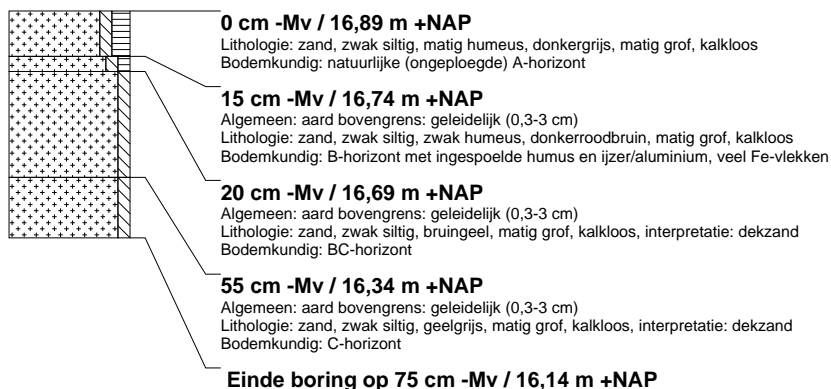 0 cm -Mv / 16,89 m +NAP
Lithologie: zand, zwak siltig, matig humeus, donkergrijs, matig grof, kalkloos
Bodemkundig: natuurlijke (ongeploegde) A-horizont
15 cm -Mv / 16,74 m +NAP
Algemeen: aard bovengrens: geleidelijk (0,3-3 cm)
Lithologie: zand, zwak siltig, zwak humeus, donkerroodbruin, matig grof, kalkloos
Bodemkundig: B-horizont met ingespoelde humus en ijzer/aluminium, veel Fe-vlekken
20 cm -Mv / 16,69 m +NAP
Algemeen: aard bovengrens: geleidelijk (0,3-3 cm)
Lithologie: zand, zwak siltig, bruingeel, matig grof, kalkloos, interpretatie: dekzand
Bodemkundig: BC-horizont
55 cm -Mv / 16,34 m +NAP
Algemeen: aard bovengrens: geleidelijk (0,3-3 cm)
Lithologie: zand, zwak siltig, geelgrijs, matig grof, kalkloos, interpretatie: dekzand
Bodemkundig: C-horizont
Einde boring op 75 cm -Mv / 16,14 m +NAP